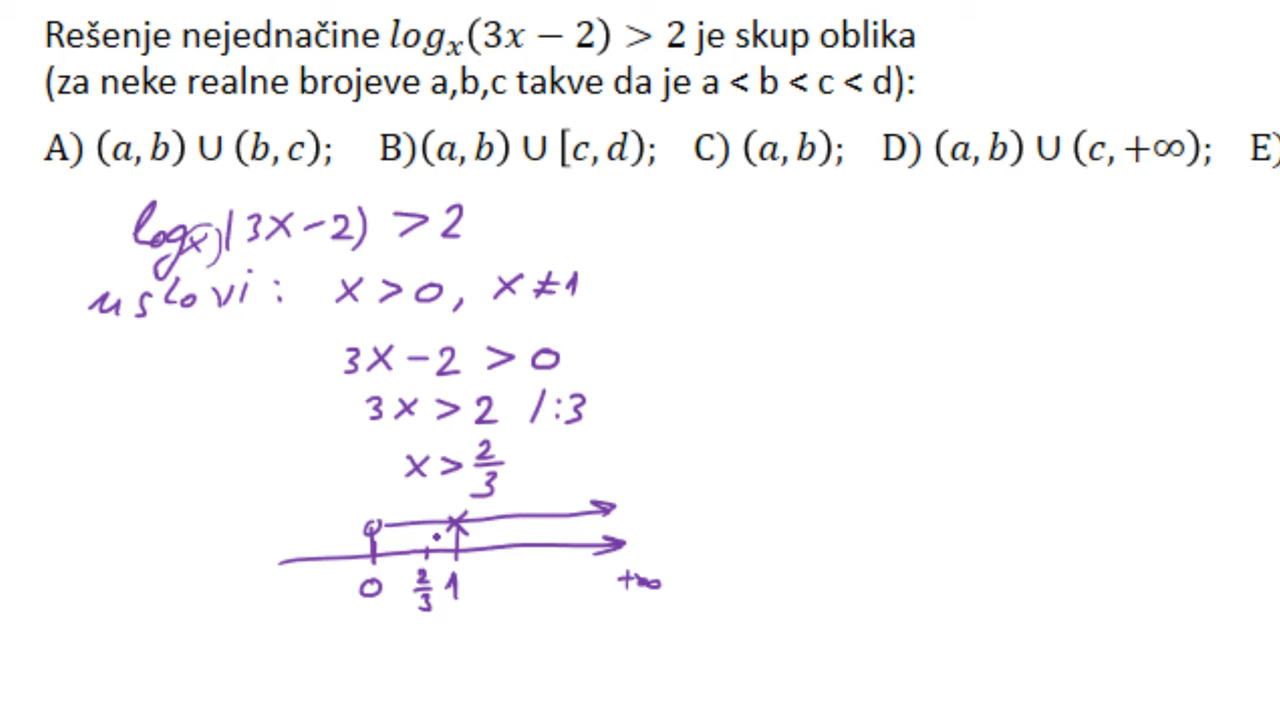 Rešenje nejednačine logₓ(3x − 2) > 2 je skup oblika
(za neke realne brojeve a,b,c takve da je a < b < c < d):
A) (a, b) ∪ (b, c); B)(a, b) ∪ [c, d); C) (a, b); D) (a, b) ∪ (c, +∞); E)
logₓ(3x−2) > 2
uslovi: x > 0, x ≠ 1
3x − 2 > 0
3x > 2 /:3
x > 2/3
0 2/3 1 +∞